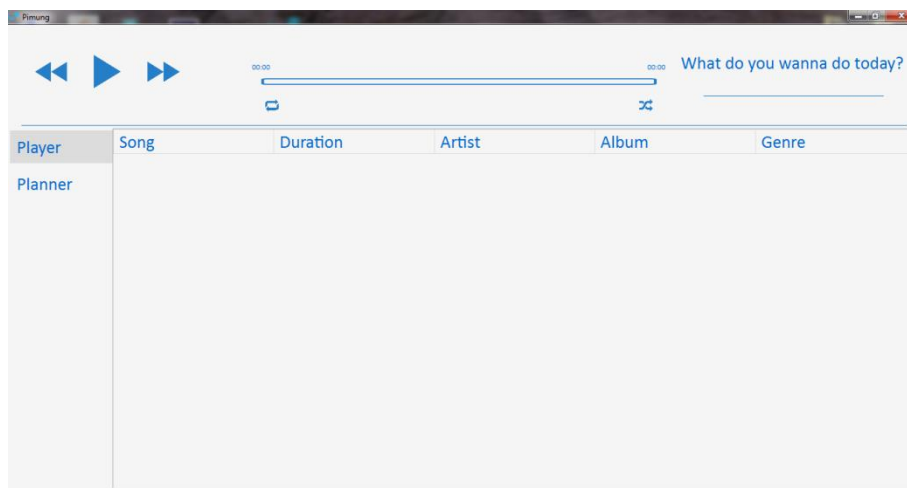 Pimung
00:00
00:00
What do you wanna do today?
Player
Song
Duration
Artist
Album
Genre
Planner